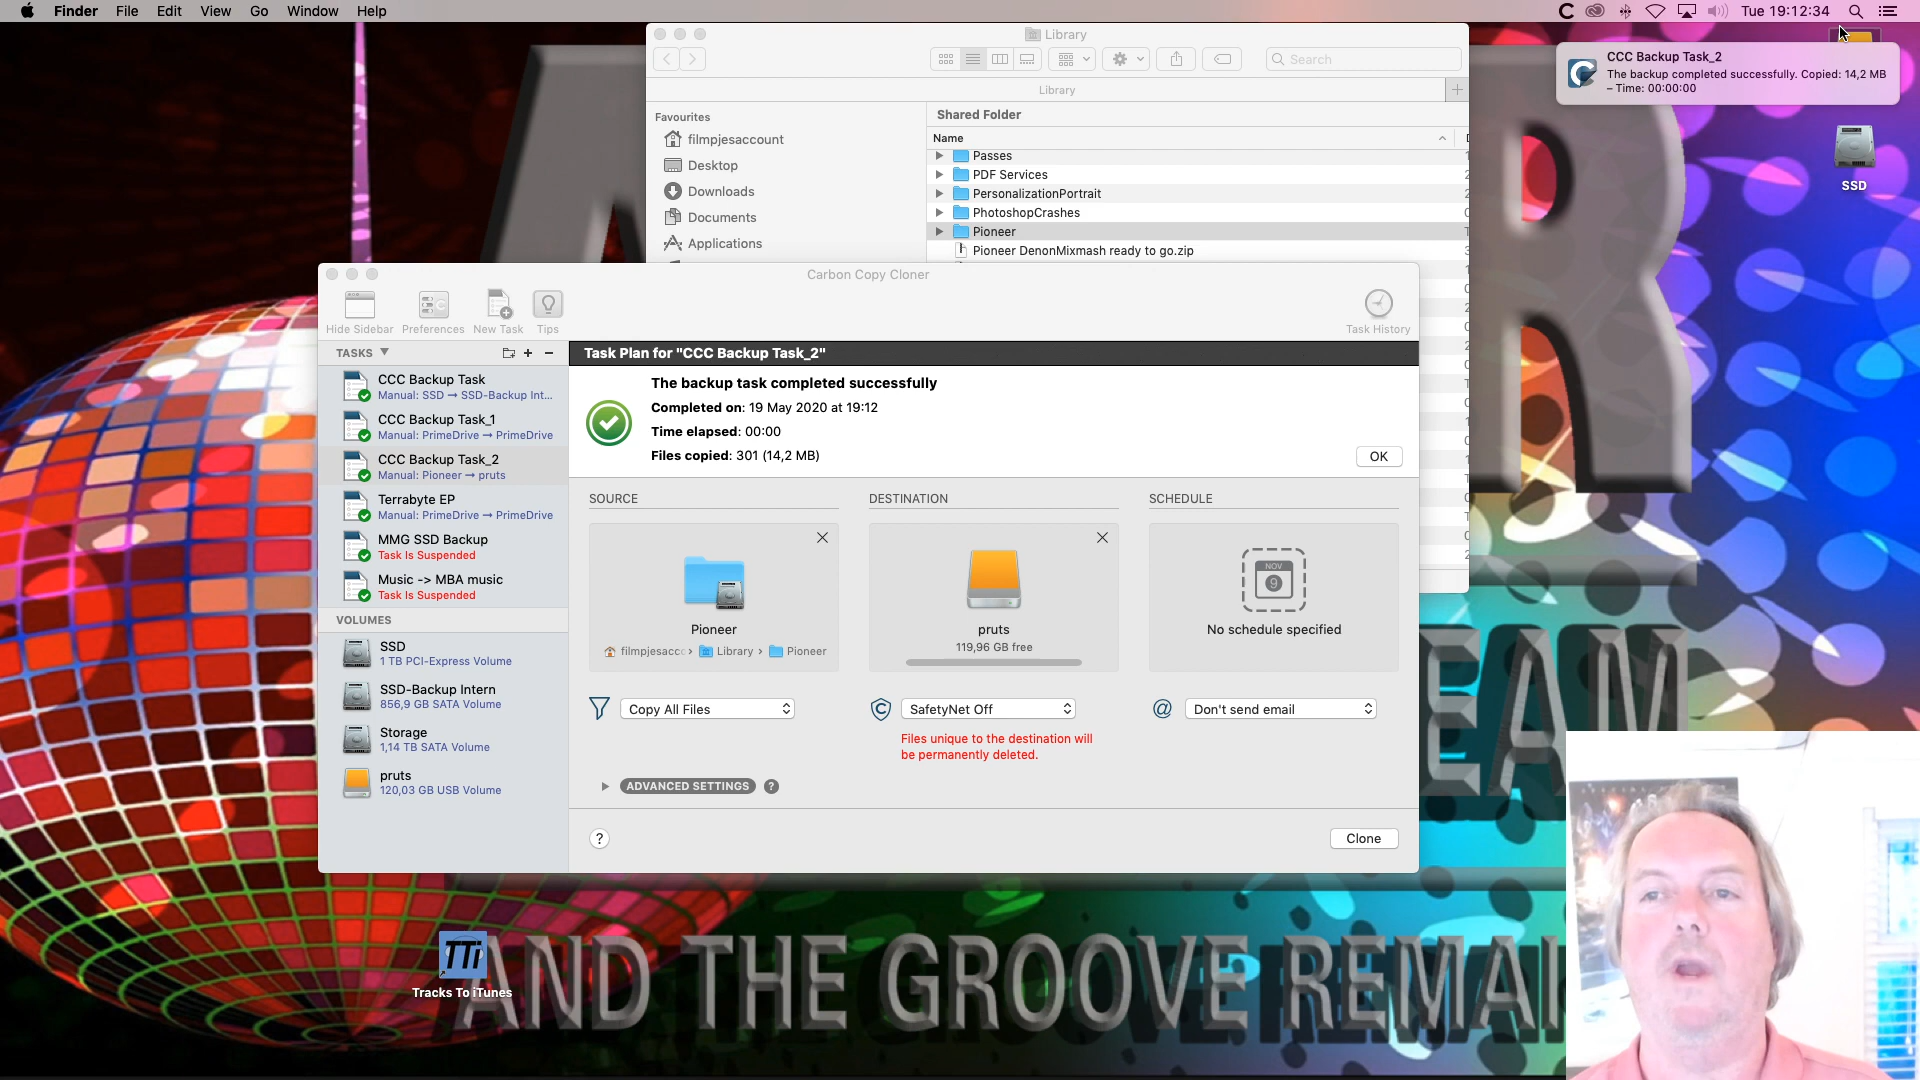 Finder File Edit View Go Window Help
Tue 19:12:34
Library
Search
Library
Favourites
filmpjesaccount
Desktop
Downloads
Documents
Applications
Shared Folder
Name
Passes
PDF Services
PersonalizationPortrait
PhotoshopCrashes
Pioneer
Pioneer DenonMixmash ready to go.zip
CCC Backup Task_2
The backup completed successfully. Copied: 14,2 MB
– Time: 00:00:00
SSD
Carbon Copy Cloner
Hide Sidebar Preferences New Task Tips
Task History
TASKS
CCC Backup Task
Manual: SSD → SSD-Backup Int...
CCC Backup Task_1
Manual: PrimeDrive → PrimeDrive
CCC Backup Task_2
Manual: Pioneer → pruts
Terrabyte EP
Manual: PrimeDrive → PrimeDrive
MMG SSD Backup
Task Is Suspended
Music -> MBA music
Task Is Suspended
VOLUMES
SSD
1 TB PCI-Express Volume
SSD-Backup Intern
856,9 GB SATA Volume
Storage
1,14 TB SATA Volume
pruts
120,03 GB USB Volume
Task Plan for "CCC Backup Task_2"
The backup task completed successfully
Completed on: 19 May 2020 at 19:12
Time elapsed: 00:00
Files copied: 301 (14,2 MB)
OK
SOURCE
Pioneer
filmpjesacc › Library › Pioneer
Copy All Files
DESTINATION
pruts
119,96 GB free
SafetyNet Off
Files unique to the destination will
be permanently deleted.
SCHEDULE
NOV
9
No schedule specified
@ Don't send email
ADVANCED SETTINGS ?
?
Clone
Tracks To iTunes
TTi
AND THE GROOVE REMAI